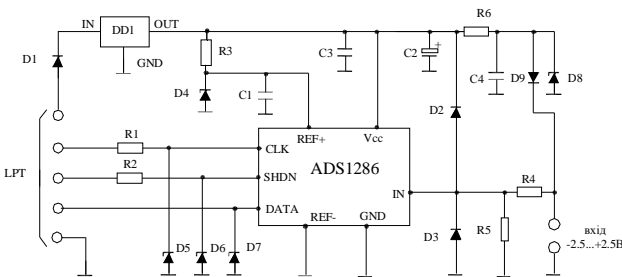 IN DD1 OUT R6
D1 GND R3 C3 C2 C4 D9 D8
D4 C1 D2
REF+ Vcc
R1 CLK ADS1286
R2 SHDN
LPT DATA IN R4
REF- GND D3 R5
D5 D6 D7
вхід
-2.5...+2.5В